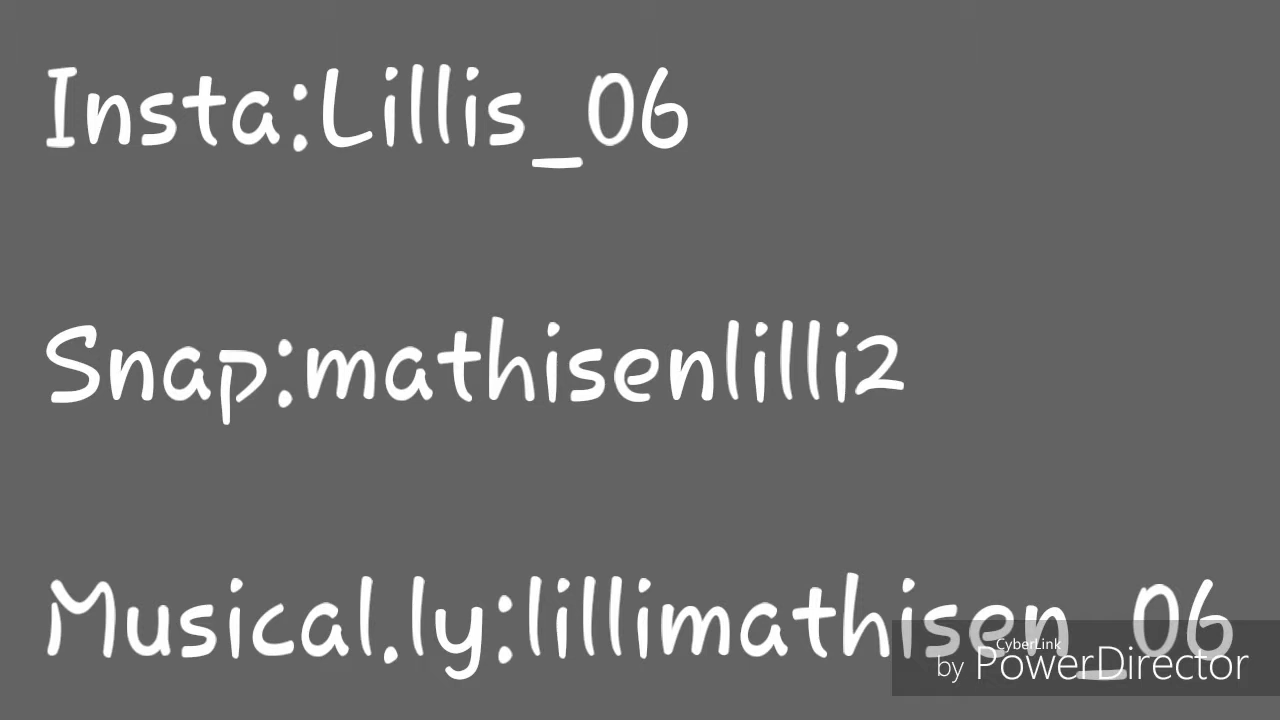 Insta:Lillis_06
Snap:mathisenlilli2
Musical.ly:lillimathisen_06
CyberLink
by PowerDirector